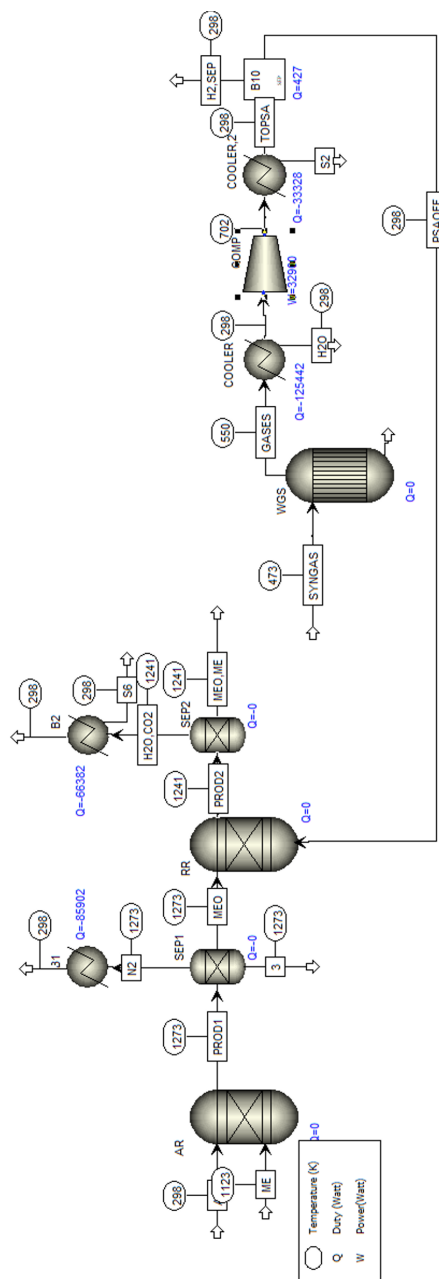 298
1123
ME
AR
Q=0
1273
PROD1
SEP1
Q=-0
1273
N2
298
Q=-85902
3
1273
1273
MEO
RR
Q=0
1241
PROD2
SEP2
Q=-0
1241
H2O,CO2
B2
298
Q=-66382
298
S6
1241
MEO,ME
473
SYNGAS
WGS
Q=0
550
GASES
COOLER
Q=-125442
298
H2O
298
COMP
702
COOLER,2
Q=-33328
S2
298
TOPSA
B10
SEP
Q=427
H2,SEP
298
298
PSAOFF
Temperature (K)
Q Duty (Watt)
W Power(Watt)